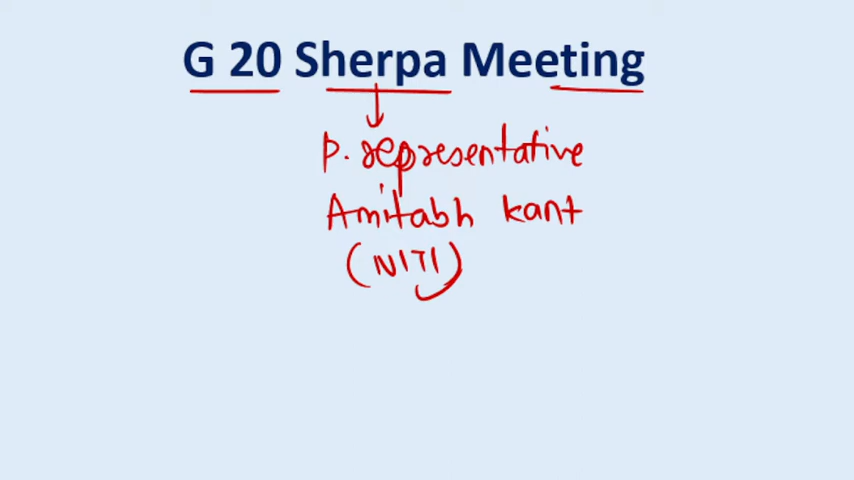 G 20 Sherpa Meeting
P. representative
Amitabh kant
(NITI)